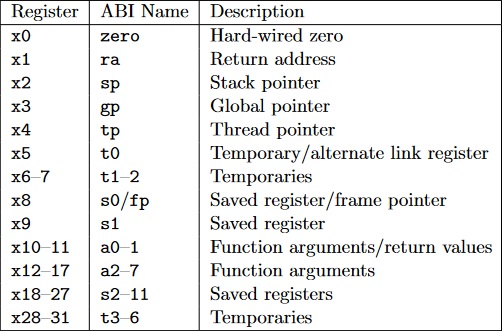 Register ABI Name Description
x0 zero Hard-wired zero
x1 ra Return address
x2 sp Stack pointer
x3 gp Global pointer
x4 tp Thread pointer
x5 t0 Temporary/alternate link register
x6–7 t1–2 Temporaries
x8 s0/fp Saved register/frame pointer
x9 s1 Saved register
x10–11 a0–1 Function arguments/return values
x12–17 a2–7 Function arguments
x18–27 s2–11 Saved registers
x28–31 t3–6 Temporaries